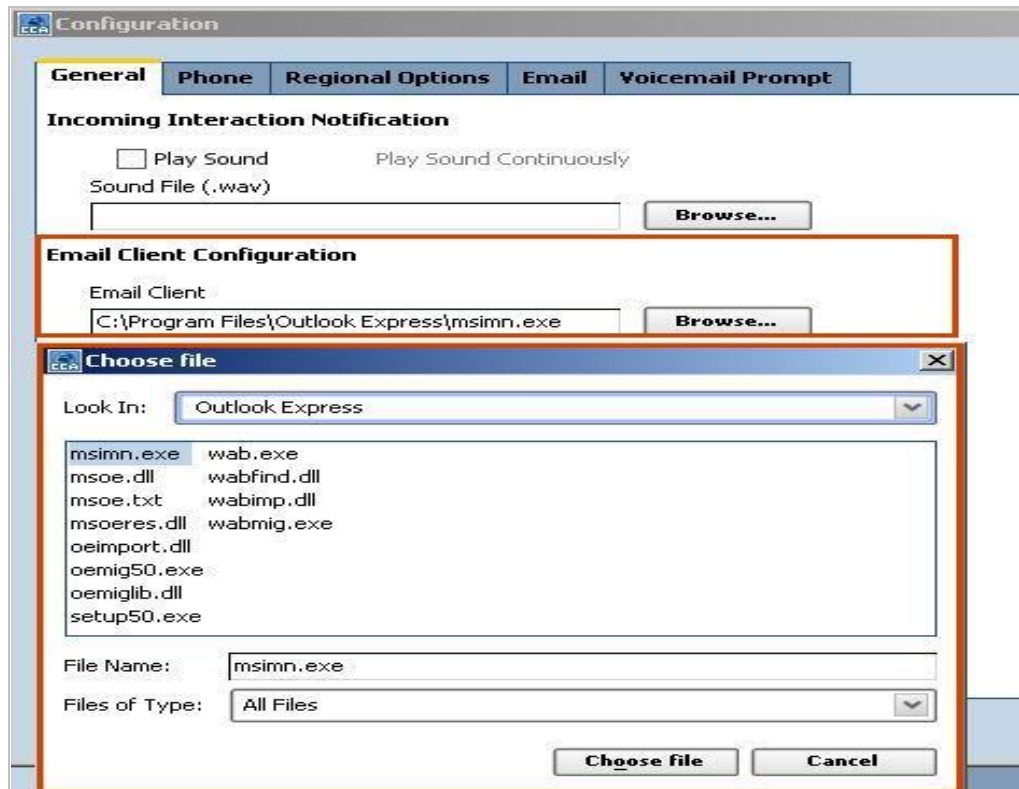 CCA Configuration
General Phone Regional Options Email Voicemail Prompt
Incoming Interaction Notification
Play Sound Play Sound Continuously
Sound File (.wav)
Browse...
Email Client Configuration
Email Client
C:\Program Files\Outlook Express\msimn.exe Browse...
CCA Choose file
Look In: Outlook Express
msimn.exe wab.exe
msoe.dll wabfind.dll
msoe.txt wabimp.dll
msoeres.dll wabmig.exe
oeimport.dll
oemig50.exe
oemiglib.dll
setup50.exe
File Name: msimn.exe
Files of Type: All Files
Choose file Cancel